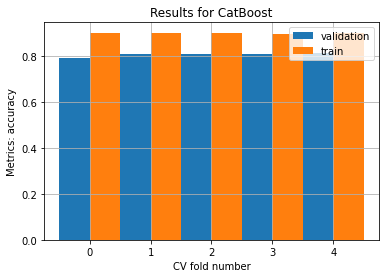 Results for CatBoost
validation
train
Metrics: accuracy
0.8
0.6
0.4
0.2
0.0
0 1 2 3 4
CV fold number